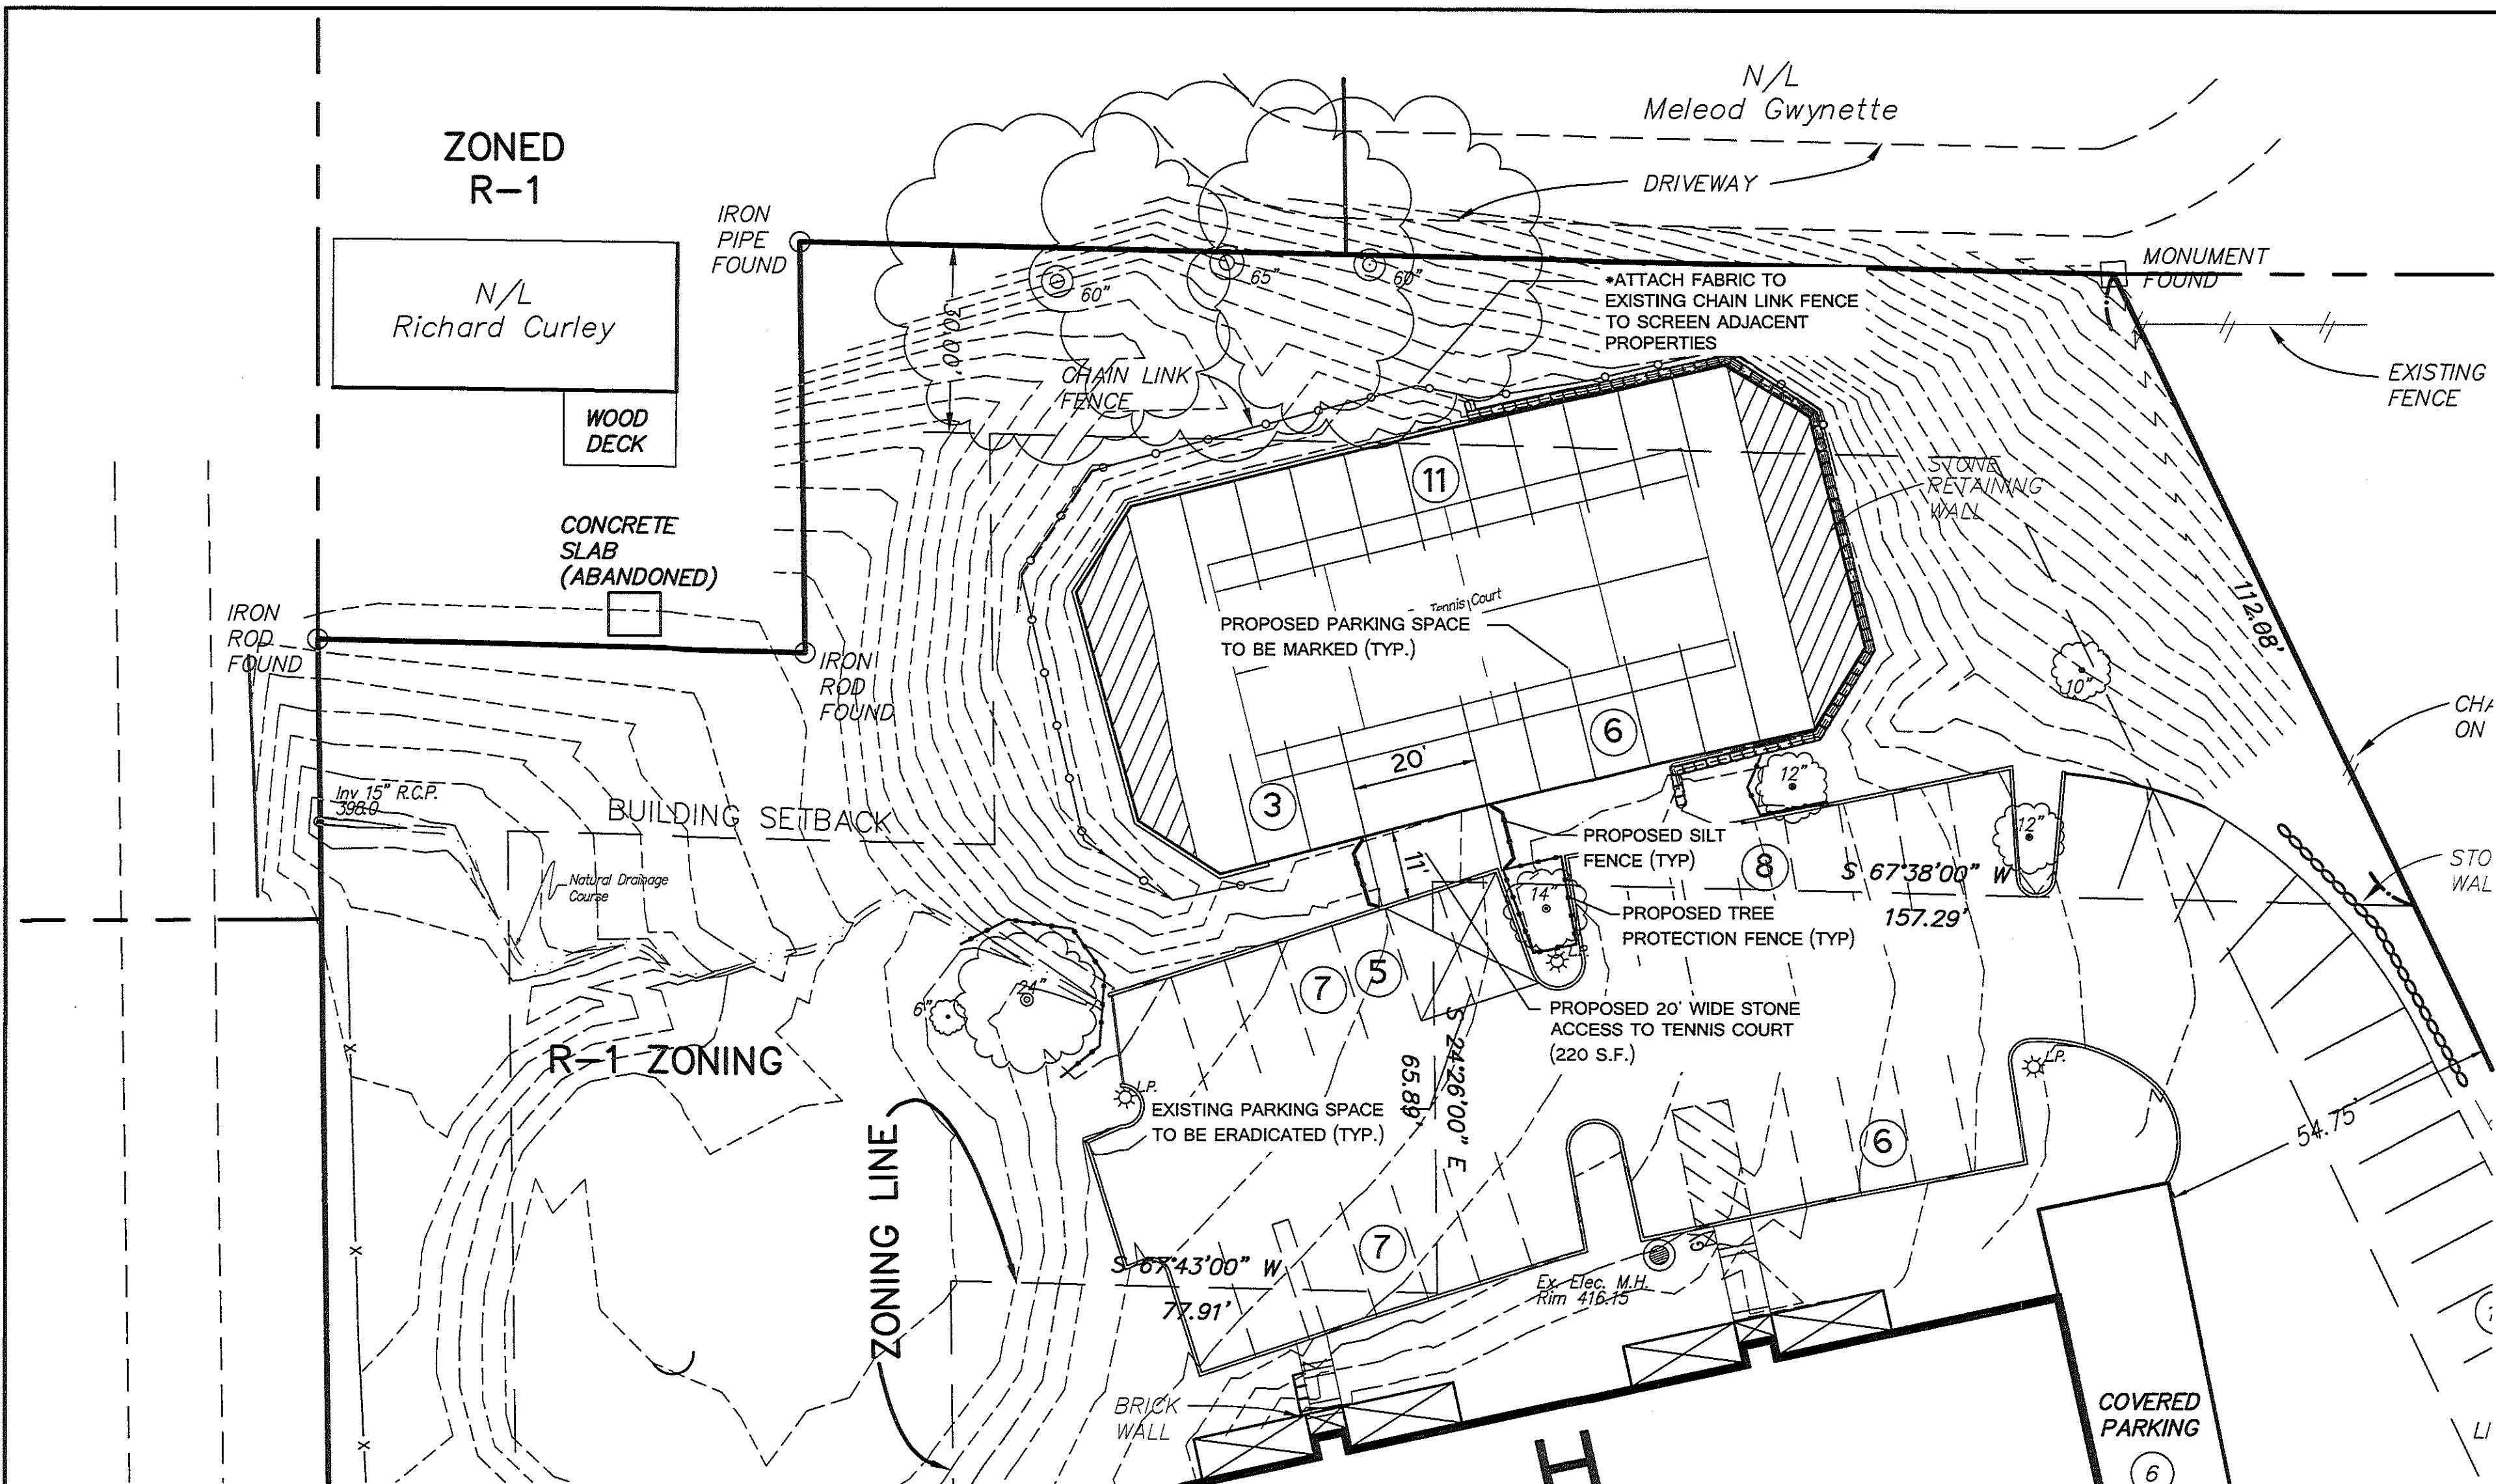 N/L
Meleod Gwynette
ZONED
R-1
DRIVEWAY
IRON
PIPE
FOUND
MONUMENT
FOUND
N/L
Richard Curley
60"
65"
60"
*ATTACH FABRIC TO
EXISTING CHAIN LINK FENCE
TO SCREEN ADJACENT
PROPERTIES
30.00'
EXISTING
FENCE
CHAIN LINK
FENCE
WOOD
DECK
11
STONE
RETAINING
WALL
CONCRETE
SLAB
(ABANDONED)
Tennis Court
PROPOSED PARKING SPACE
TO BE MARKED (TYP.)
112.08'
IRON
ROD
FOUND
IRON
ROD
FOUND
10"
CHA
ON
6
20'
12"
3
Inv 15" R.C.P.
398.0
BUILDING SETBACK
12"
PROPOSED SILT
FENCE (TYP)
11'
8
S 67°38'00" W
157.29'
STO
WAL
Natural Drainage
Course
14"
PROPOSED TREE
PROTECTION FENCE (TYP)
L.P.
7
5
24"
6"
PROPOSED 20' WIDE STONE
ACCESS TO TENNIS COURT
(220 S.F.)
S 24°26'00" E
65.89'
R-1 ZONING
L.P.
L.P.
EXISTING PARKING SPACE
TO BE ERADICATED (TYP.)
6
54.75'
ZONING LINE
7
S 67°43'00" W
77.91'
Ex. Elec. M.H.
Rim 416.15
BRICK
WALL
COVERED
PARKING
6
LI
H